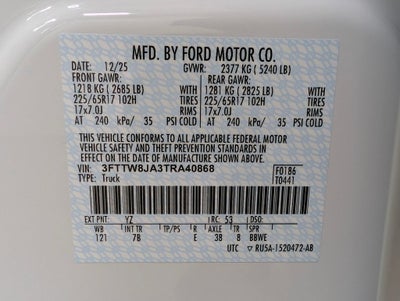 MFD. BY FORD MOTOR CO.
DATE: 12/25 GVWR: 2377 KG ( 5240 LB)
FRONT GAWR: REAR GAWR:
1218 KG ( 2685 LB) WITH 1281 KG ( 2825 LB) WITH
225/65R17 102H TIRES 225/65R17 102H TIRES
17x7.0J RIMS 17x7.0J RIMS
AT 240 kPa/ 35 PSI COLD AT 240 kPa/ 35 PSI COLD
THIS VEHICLE CONFORMS TO ALL APPLICABLE FEDERAL MOTOR
VEHICLE SAFETY AND THEFT PREVENTION STANDARDS IN
EFFECT ON THE DATE OF MANUFACTURE SHOWN ABOVE.
VIN: 3FTTW8JA3TRA40868 F0186
TYPE: Truck T0441
EXT PNT: YZ RC: 53 DSO:
WB INT TR TP/PS R AXLE TR S
121 7B E 38 8 BBWE
UTC ▽ RU5A-1520472-AB